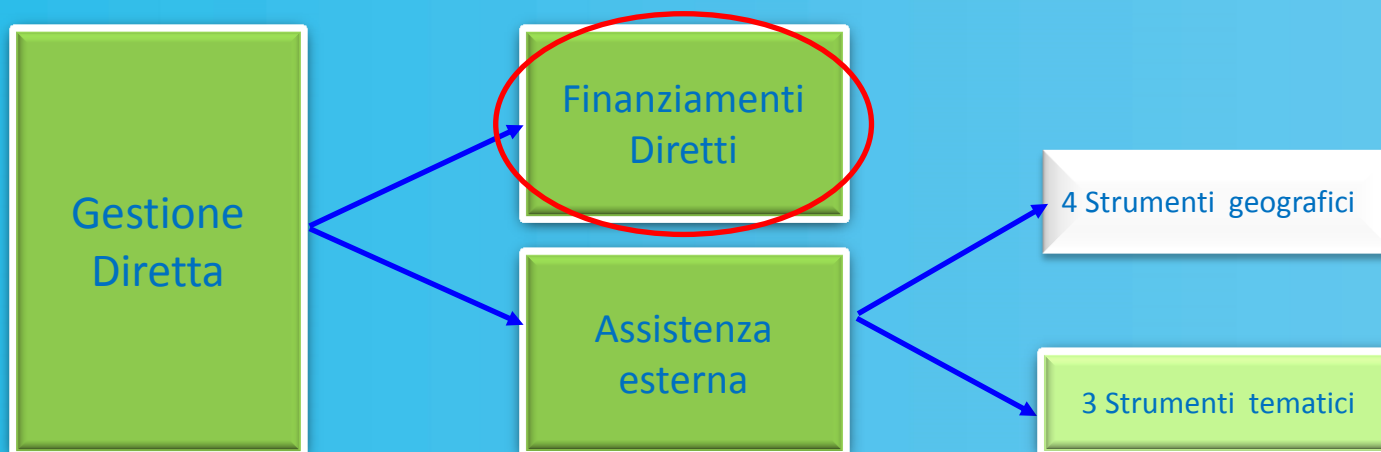 Gestione
Diretta
Finanziamenti
Diretti
Assistenza
esterna
4 Strumenti geografici
3 Strumenti tematici